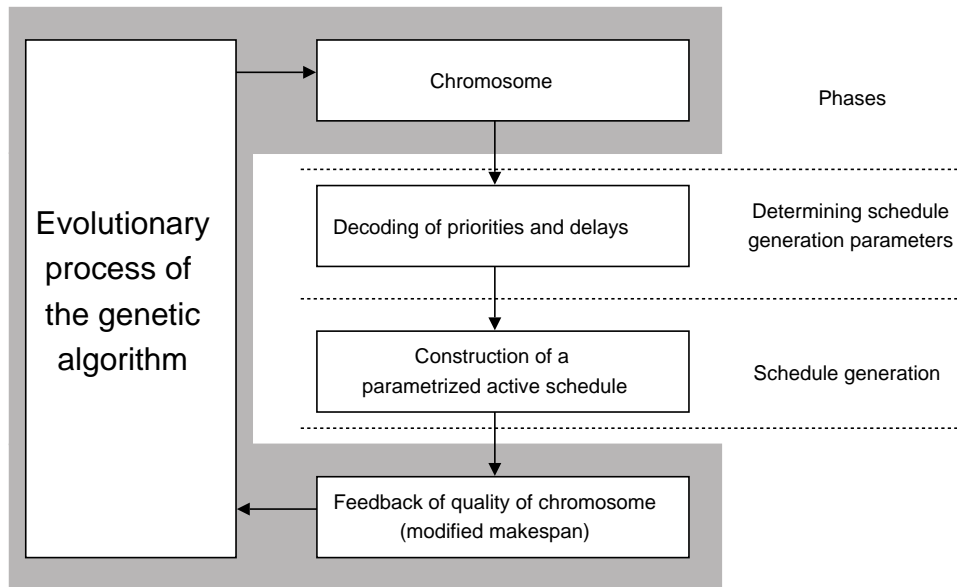 Chromosome
Phases
Evolutionary
process of
the genetic
algorithm
Decoding of priorities and delays
Determining schedule
generation parameters
Construction of a
parametrized active schedule
Schedule generation
Feedback of quality of chromosome
(modified makespan)